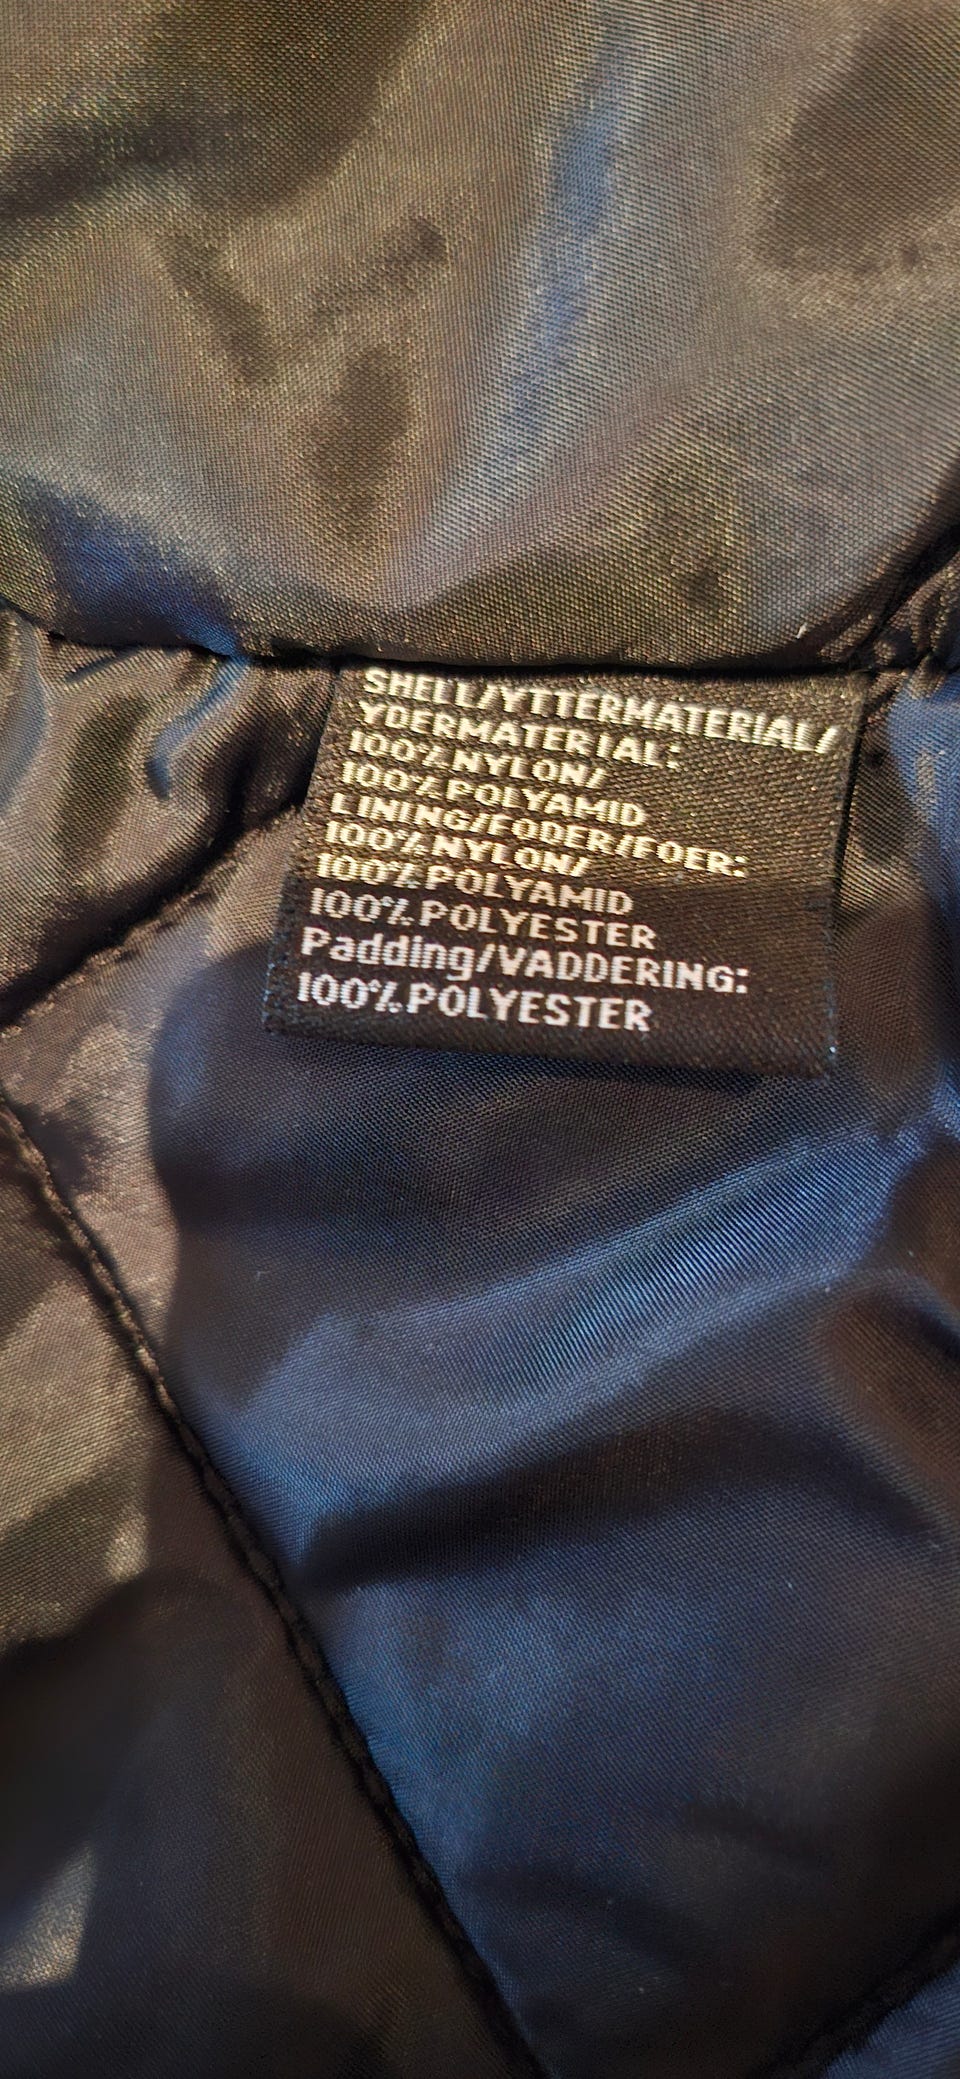 SHELL/YTTERMATERIAL/
YDERMATERIAL:
100% NYLON/
100% POLYAMID
LINING/FODER/FOER:
100% NYLON/
100% POLYAMID
100% POLYESTER
Padding/VADDERING:
100% POLYESTER